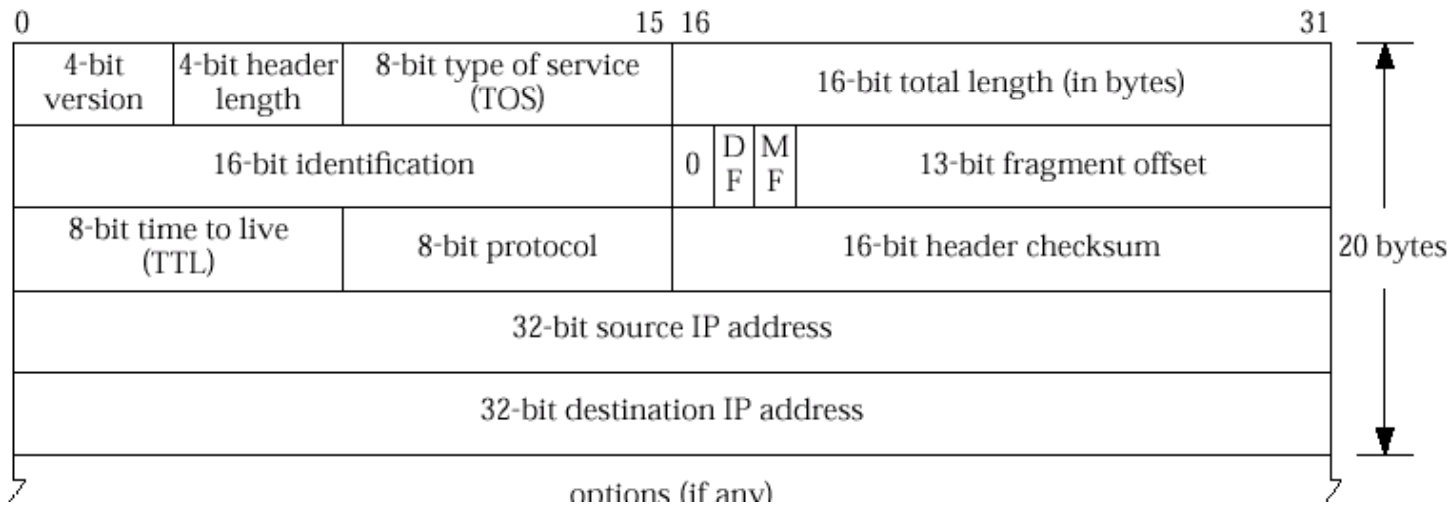 0 15 16 31
4-bit version 4-bit header length 8-bit type of service (TOS) 16-bit total length (in bytes)
16-bit identification 0 DF MF 13-bit fragment offset
8-bit time to live (TTL) 8-bit protocol 16-bit header checksum
20 bytes
32-bit source IP address
32-bit destination IP address
options (if any)